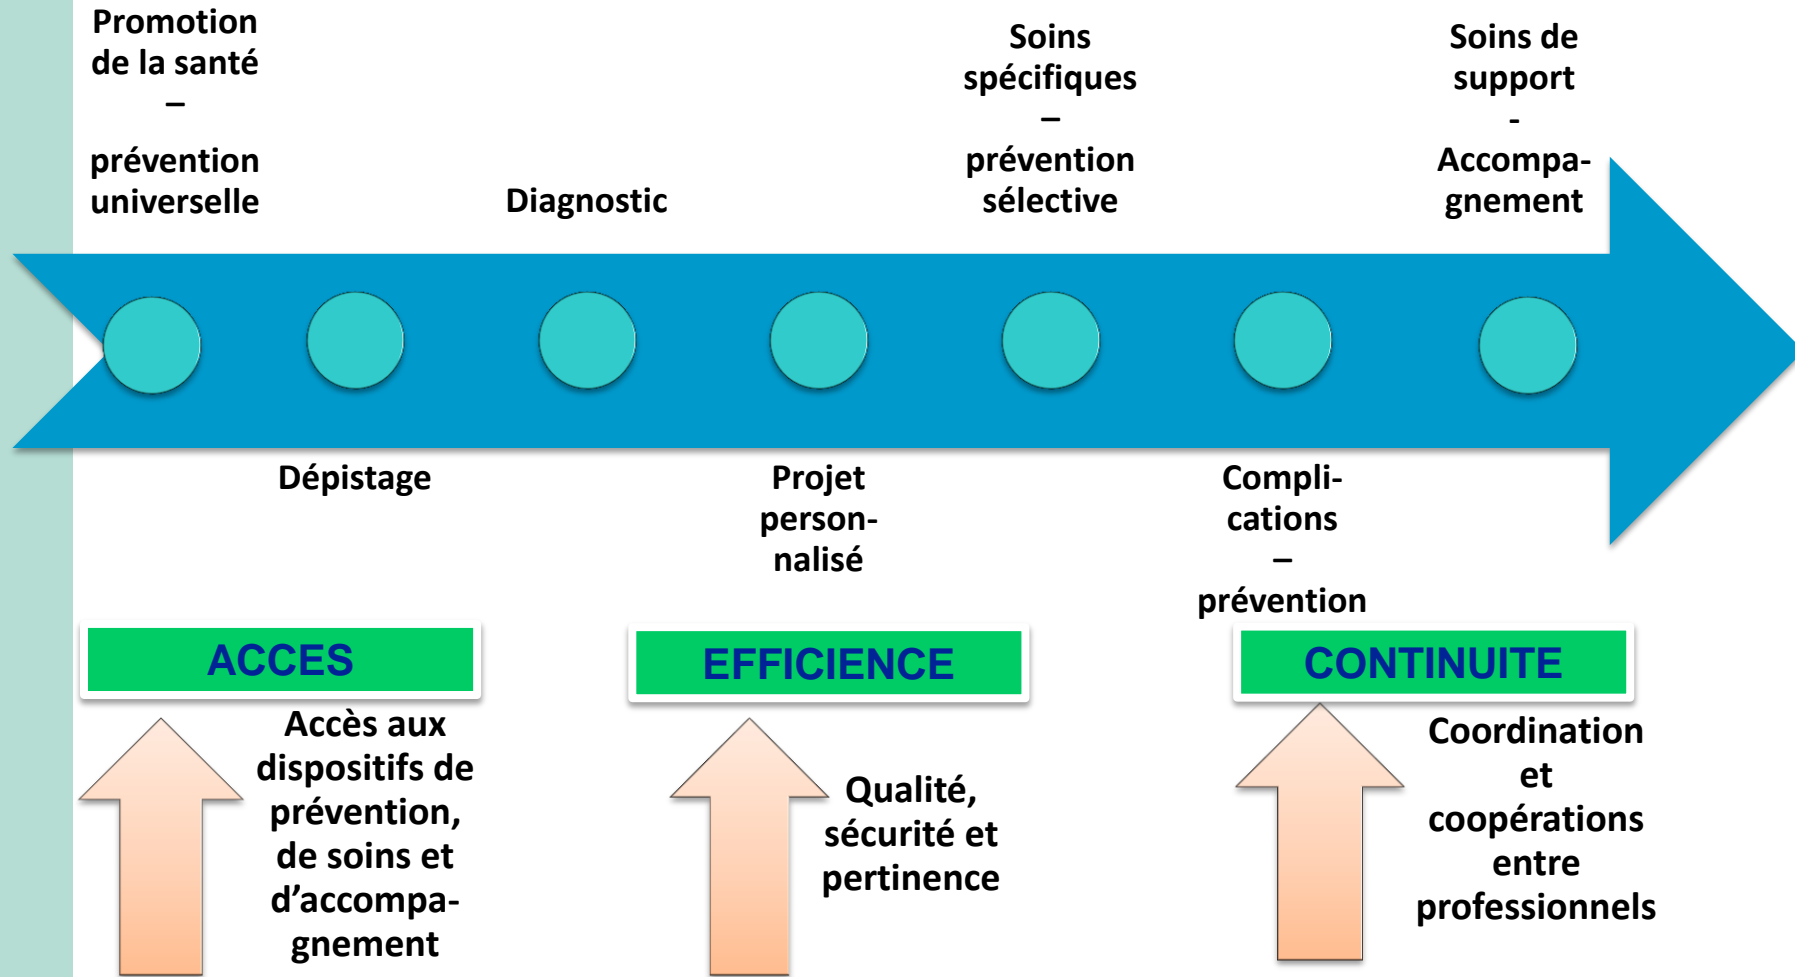 Promotion
de la santé
–
prévention
universelle
Diagnostic
Soins
spécifiques
–
prévention
sélective
Soins de
support
-
Accompa-
gnement
Dépistage
Projet
person-
nalisé
Compli-
cations
–
prévention
ACCES
EFFICIENCE
CONTINUITE
Accès aux
dispositifs de
prévention,
de soins et
d’accompa-
gnement
Qualité,
sécurité et
pertinence
Coordination
et
coopérations
entre
professionnels